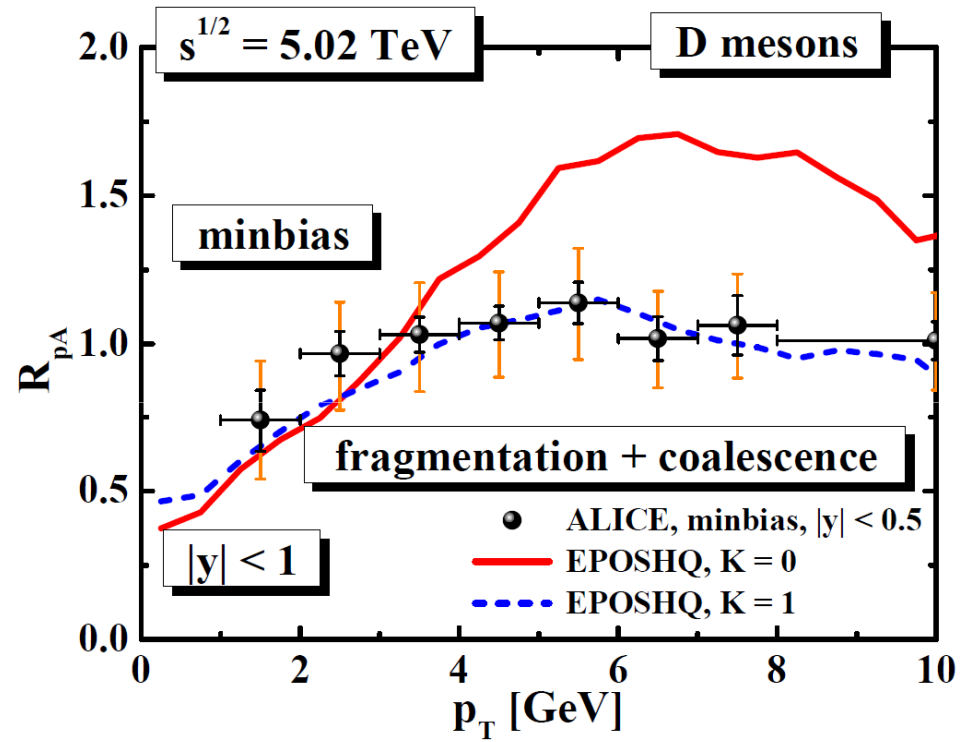 s^1/2 = 5.02 TeV
D mesons
minbias
fragmentation + coalescence
|y| < 1
ALICE, minbias, |y| < 0.5
EPOSHQ, K = 0
EPOSHQ, K = 1
R_pA
2.0
1.5
1.0
0.5
0.0
0 2 4 6 8 10
p_T [GeV]